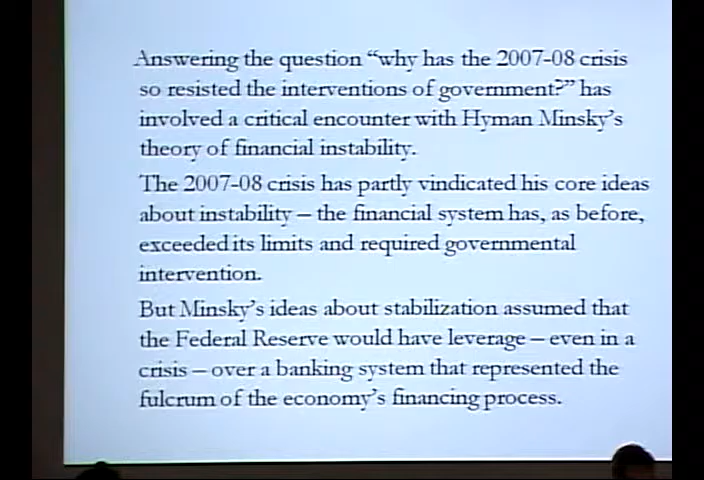 Answering the question “why has the 2007-08 crisis
so resisted the interventions of government?” has
involved a critical encounter with Hyman Minsky’s
theory of financial instability.
The 2007-08 crisis has partly vindicated his core ideas
about instability – the financial system has, as before,
exceeded its limits and required governmental
intervention.
But Minsky’s ideas about stabilization assumed that
the Federal Reserve would have leverage – even in a
crisis – over a banking system that represented the
fulcrum of the economy’s financing process.